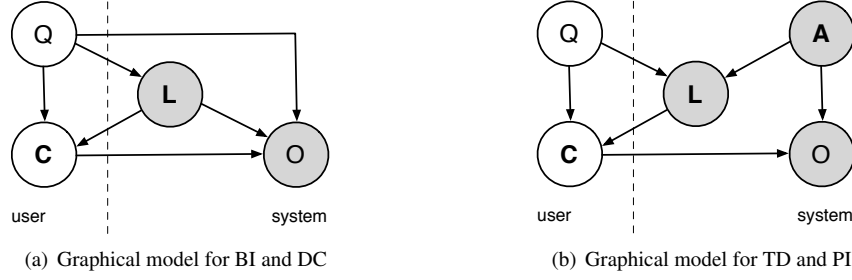 Q
L
C
O
user
system
(a) Graphical model for BI and DC
Q
A
L
C
O
user
system
(b) Graphical model for TD and PI